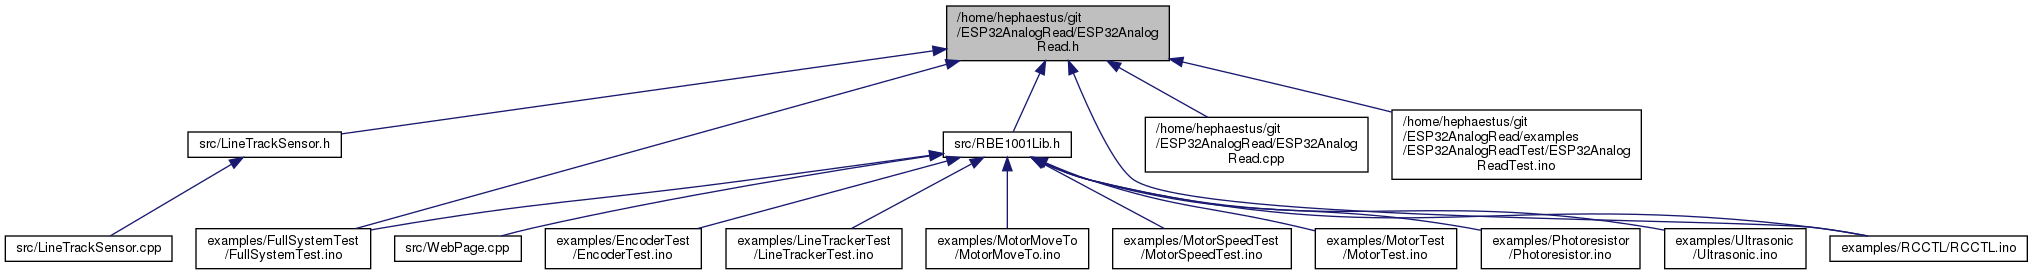 /home/hephaestus/git
/ESP32AnalogRead/ESP32Analog
Read.h
src/LineTrackSensor.h
src/RBE1001Lib.h
/home/hephaestus/git
/ESP32AnalogRead/ESP32Analog
Read.cpp
/home/hephaestus/git
/ESP32AnalogRead/examples
/ESP32AnalogReadTest/ESP32Analog
ReadTest.ino
src/LineTrackSensor.cpp
examples/FullSystemTest
/FullSystemTest.ino
src/WebPage.cpp
examples/EncoderTest
/EncoderTest.ino
examples/LineTrackerTest
/LineTrackerTest.ino
examples/MotorMoveTo
/MotorMoveTo.ino
examples/MotorSpeedTest
/MotorSpeedTest.ino
examples/MotorTest
/MotorTest.ino
examples/Photoresistor
/Photoresistor.ino
examples/Ultrasonic
/Ultrasonic.ino
examples/RCCTL/RCCTL.ino